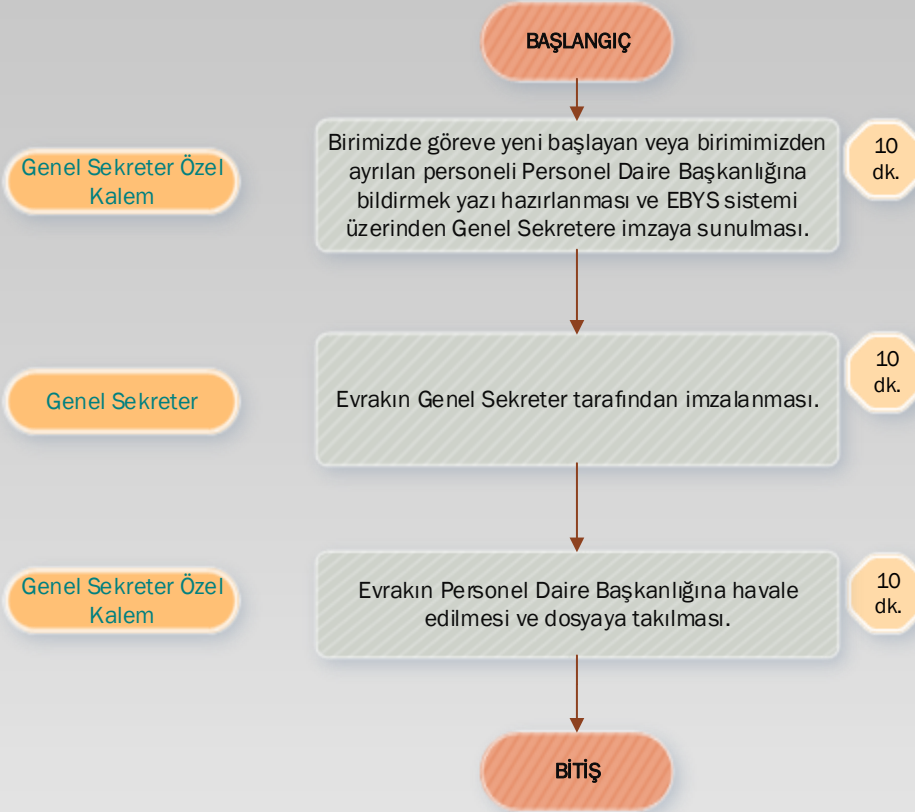 BAŞLANGIÇ
Genel Sekreter Özel
Kalem
Birimizde göreve yeni başlayan veya birimimizden
ayrılan personeli Personel Daire Başkanlığına
bildirmek yazı hazırlanması ve EBYS sistemi
üzerinden Genel Sekretere imzaya sunulması.
10
dk.
Genel Sekreter
Evrakın Genel Sekreter tarafından imzalanması.
10
dk.
Genel Sekreter Özel
Kalem
Evrakın Personel Daire Başkanlığına havale
edilmesi ve dosyaya takılması.
10
dk.
BİTİŞ